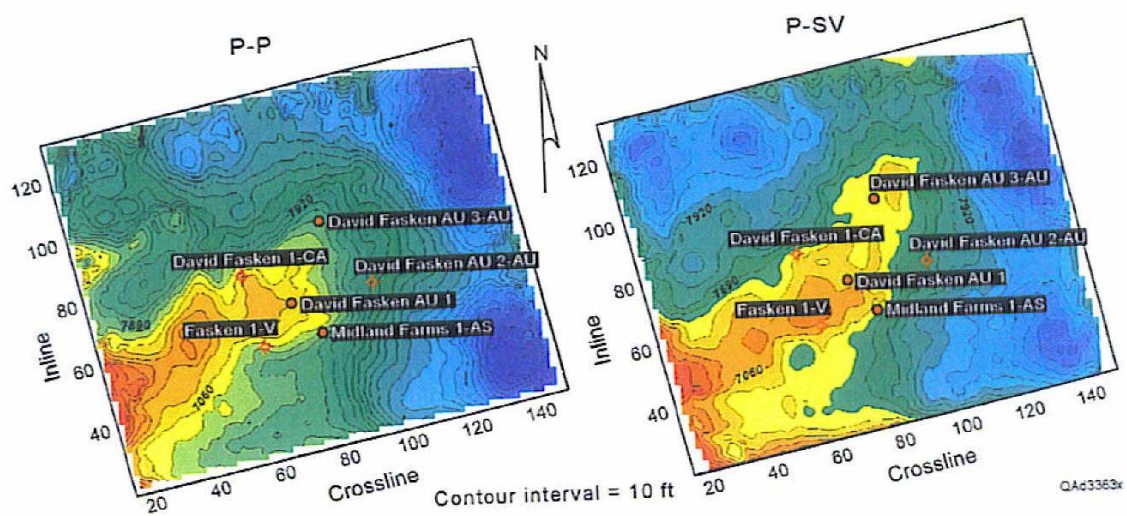 P-P
P-SV
N
120
100
80
60
40
Inline
20
40
60
80
100
120
140
Crossline
7920
7060
David Fasken AU 3-AU
David Fasken 1-CA
David Fasken AU 2-AU
David Fasken AU 1
Fasken 1-V
Midland Farms 1-AS
120
100
80
60
40
Inline
20
40
60
80
100
120
140
Crossline
7920
7920
7060
David Fasken AU 3-AU
David Fasken 1-CA
David Fasken AU 2-AU
David Fasken AU 1
Fasken 1-V
Midland Farms 1-AS
Contour interval = 10 ft
QAd3363x